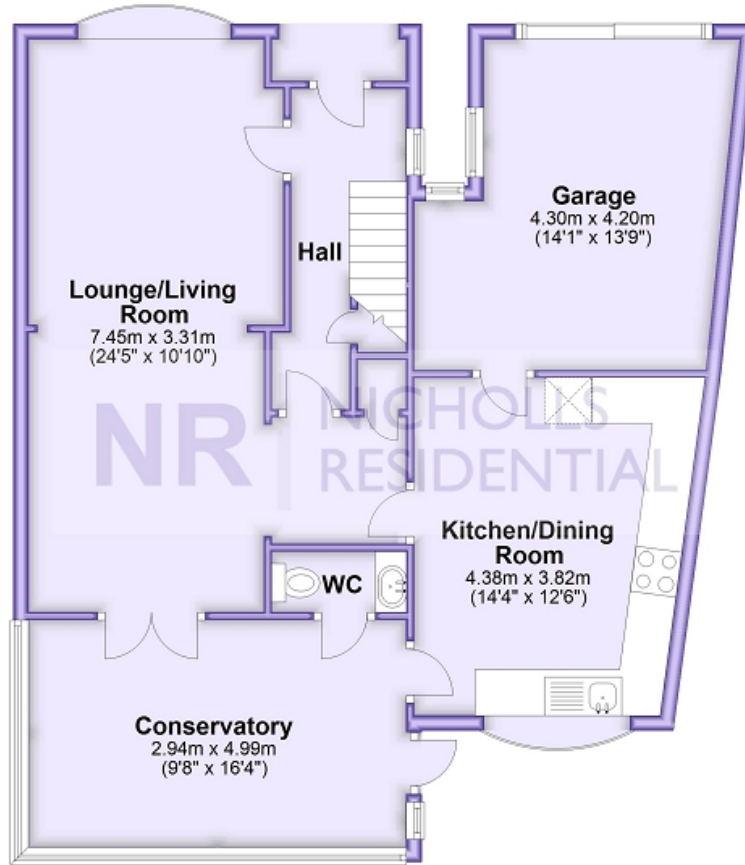 Garage
4.30m x 4.20m
(14'1" x 13'9")
Hall
Lounge/Living
Room
7.45m x 3.31m
(24'5" x 10'10")
NR
NICHOLLS
RESIDENTIAL
Kitchen/Dining
Room
4.38m x 3.82m
(14'4" x 12'6")
WC
Conservatory
2.94m x 4.99m
(9'8" x 16'4")